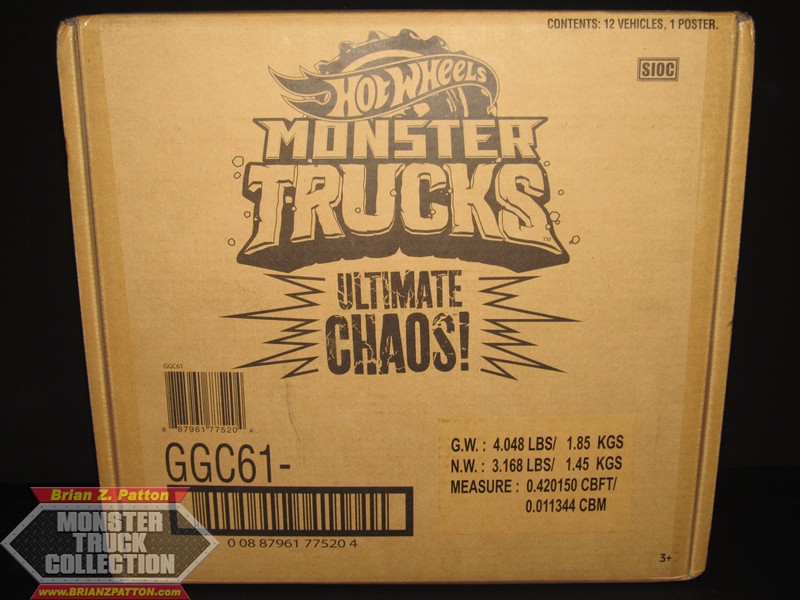 CONTENTS: 12 VEHICLES, 1 POSTER.
SIOC
HOT WHEELS
MONSTER
TRUCKS
TM
ULTIMATE
CHAOS!
GGC61
8 87961 77520 4
GGC61-
G.W. : 4.048 LBS/ 1.85 KGS
N.W. : 3.168 LBS/ 1.45 KGS
MEASURE : 0.420150 CBFT/
0.011344 CBM
0 08 87961 77520 4
3+
Brian Z. Patton
MONSTER
TRUCK
COLLECTION
www.BRIANZPATTON.com